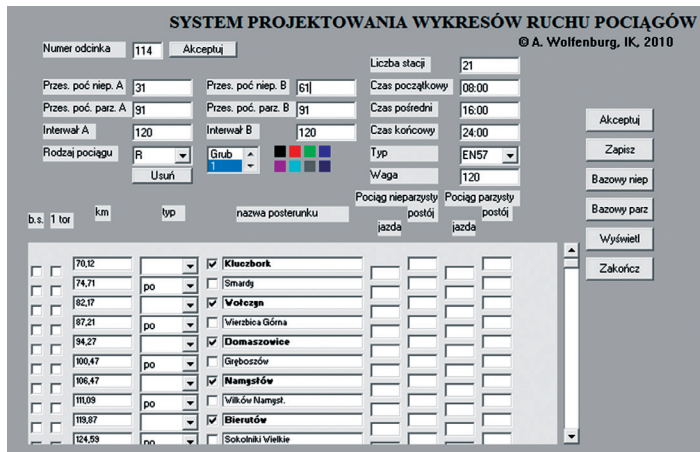 SYSTEM PROJEKTOWANIA WYKRESÓW RUCHU POCIĄGÓW
© A. Wolfenburg, IK, 2010
Numer odcinka 114 Akceptuj
Liczba stacji 21
Przes. poć niep. A 31 Przes. poć niep. B 61 Czas początkowy 08:00
Przes. poć. parz. A 91 Przes. poć. parz. B 91 Czas pośredni 16:00
Interwał A 120 Interwał B 120 Czas końcowy 24:00
Rodzaj pociągu R Grub 1 Typ EN57
Usuń Waga 120
Akceptuj
Zapisz
Bazowy niep
Bazowy parz
Wyświetl
Zakończ
Pociąg nieparzysty Pociąg parzysty
b.s. 1 tor km typ nazwa posterunku jazda postój jazda postój
70,12 Kluczbork
74,71 po Smardy
82,17 Wołczyn
87,21 po Wierzbica Górna
94,27 Domaszowice
100,47 po Gręboszów
106,47 Namysłów
111,09 po Wilków Namysł.
119,87 Bierutów
124,59 po Sokolniki Wielkie